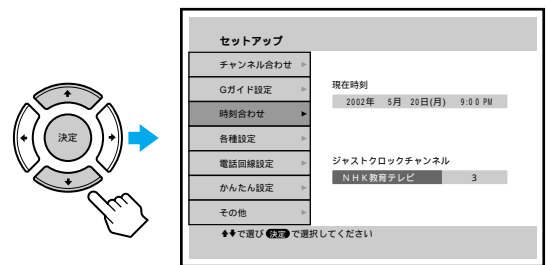 決定
セットアップ
チャンネル合わせ
Gガイド設定
時刻合わせ
各種設定
電話回線設定
かんたん設定
その他
現在時刻
2002年 5月 20日(月) 9:00 PM
ジャストクロックチャンネル
NHK教育テレビ 3
で選び 決定 で選択してください